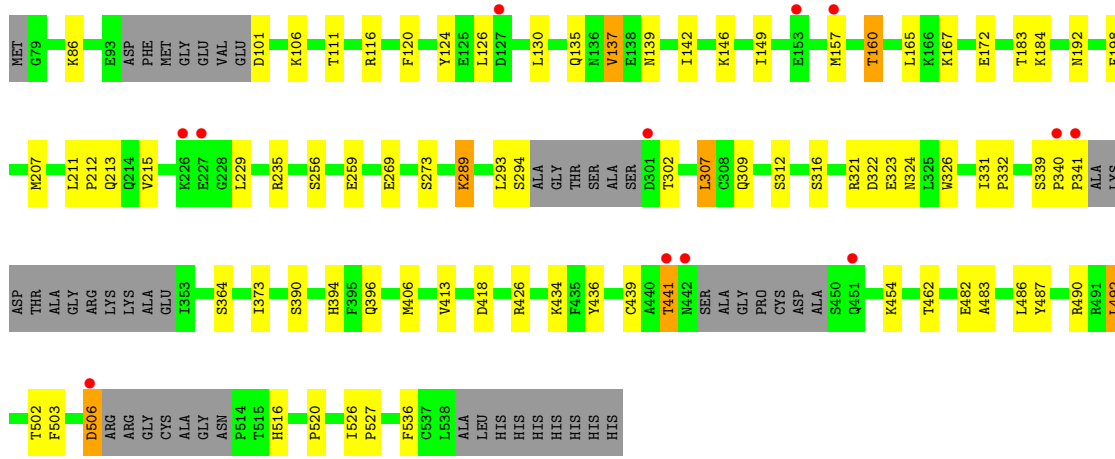 MET G79 K86 E93 ASP PHE MET GLY GLU VAL GLU D101 K106 T111 R116 F120 Y124 E125 L126 D127 L130 Q135 N136 V137 E138 N139 I142 K146 I149 E153 M157 T160 L165 K166 K167 E172 T183 K184 N192
M207 L211 P212 Q213 Q214 V215 K226 E227 G228 L229 R235 S256 E259 E269 S273 K289 L293 S294 ALA GLY THR SER ALA SER D301 T302 L307 C308 Q309 S312 S316 R321 D322 E323 N324 L325 W326 I331 P332 S339 P340 P341 ALA LYS
ASP THR ALA GLY ARG LYS LYS ALA GLU I353 S364 I373 S390 H394 F395 Q396 M406 V413 D418 R426 K434 F435 Y436 C439 A440 T441 N442 SER ALA GLY PRO CYS ASP ALA S450 Q451 K454 T462 E482 A483 L486 Y487 R490 R491
T502 F503 D506 ARG ARG GLY CYS ALA GLY ASN P514 T515 H516 P520 I526 P527 F536 C537 L538 ALA LEU HIS HIS HIS HIS HIS HIS